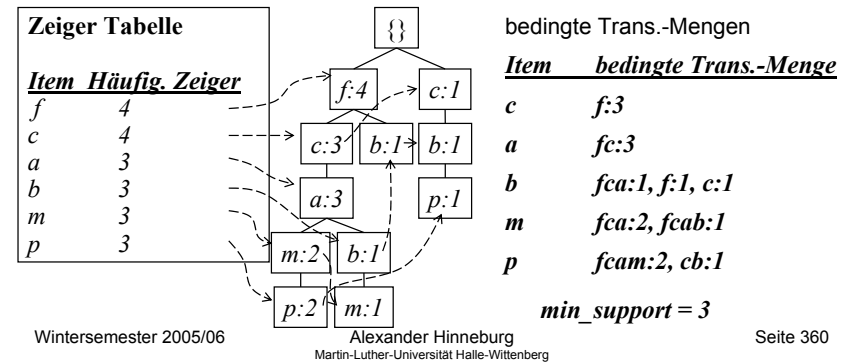 Zeiger Tabelle
Item Häufig. Zeiger
f 4
c 4
a 3
b 3
m 3
p 3
{}
f:4 c:1
c:3 b:1 b:1
a:3 p:1
m:2 b:1
p:2 m:1
bedingte Trans.-Mengen
Item bedingte Trans.-Menge
c f:3
a fc:3
b fca:1, f:1, c:1
m fca:2, fcab:1
p fcam:2, cb:1
min_support = 3
Wintersemester 2005/06 Alexander Hinneburg Seite 360
Martin-Luther-Universität Halle-Wittenberg